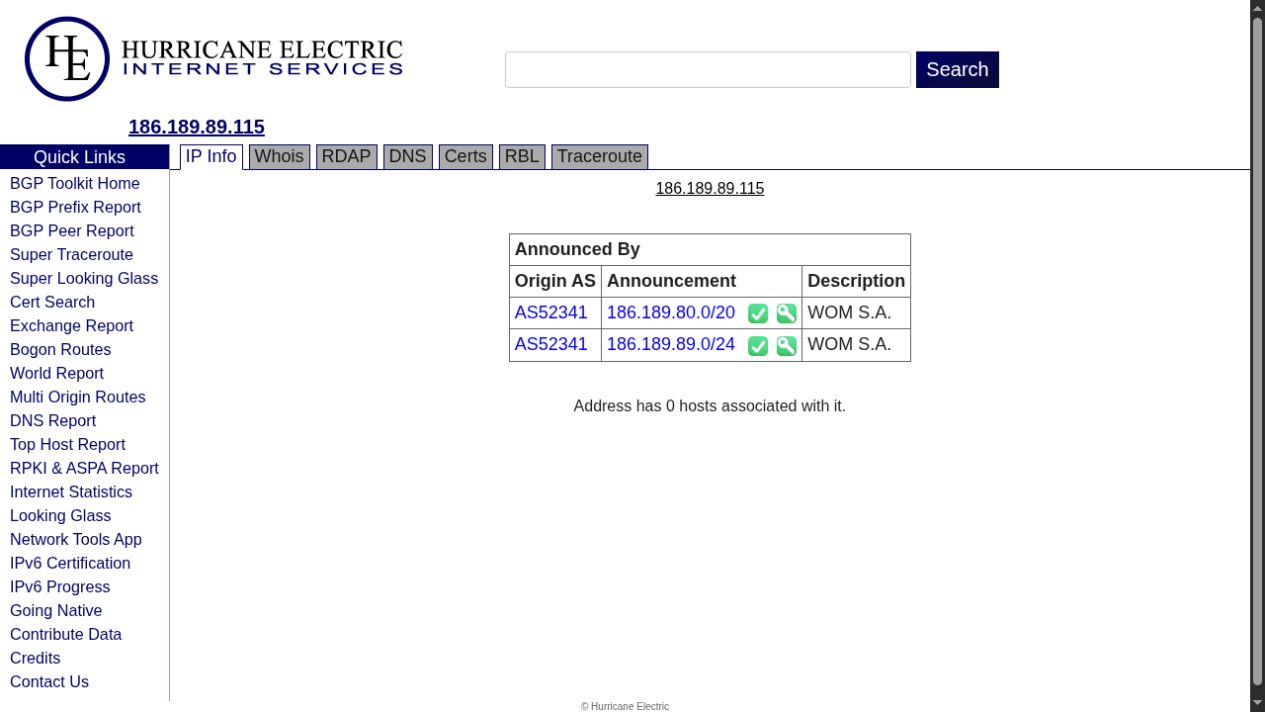 HE HURRICANE ELECTRIC
INTERNET SERVICES
Search
186.189.89.115
Quick Links
BGP Toolkit Home
BGP Prefix Report
BGP Peer Report
Super Traceroute
Super Looking Glass
Cert Search
Exchange Report
Bogon Routes
World Report
Multi Origin Routes
DNS Report
Top Host Report
RPKI & ASPA Report
Internet Statistics
Looking Glass
Network Tools App
IPv6 Certification
IPv6 Progress
Going Native
Contribute Data
Credits
Contact Us
IP Info Whois RDAP DNS Certs RBL Traceroute
186.189.89.115
Announced By
Origin AS Announcement Description
AS52341 186.189.80.0/20 WOM S.A.
AS52341 186.189.89.0/24 WOM S.A.
Address has 0 hosts associated with it.
© Hurricane Electric